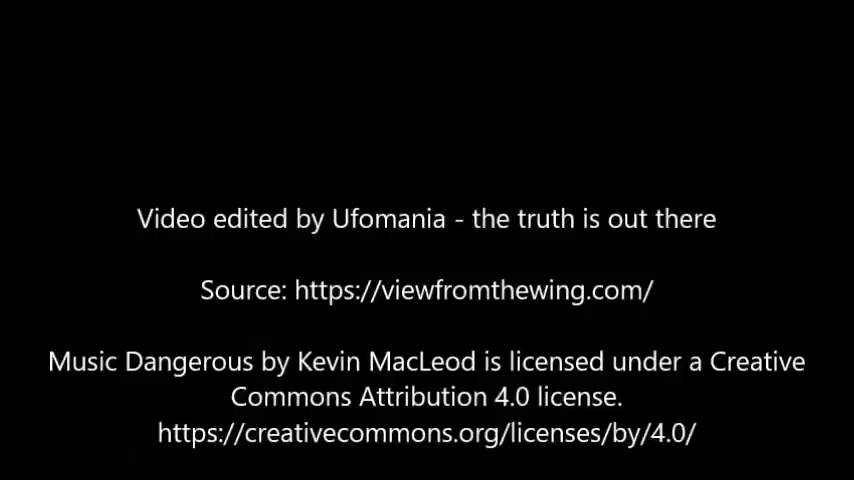 Video edited by Ufomania - the truth is out there
Source: https://viewfromthewing.com/
Music Dangerous by Kevin MacLeod is licensed under a Creative
Commons Attribution 4.0 license.
https://creativecommons.org/licenses/by/4.0/